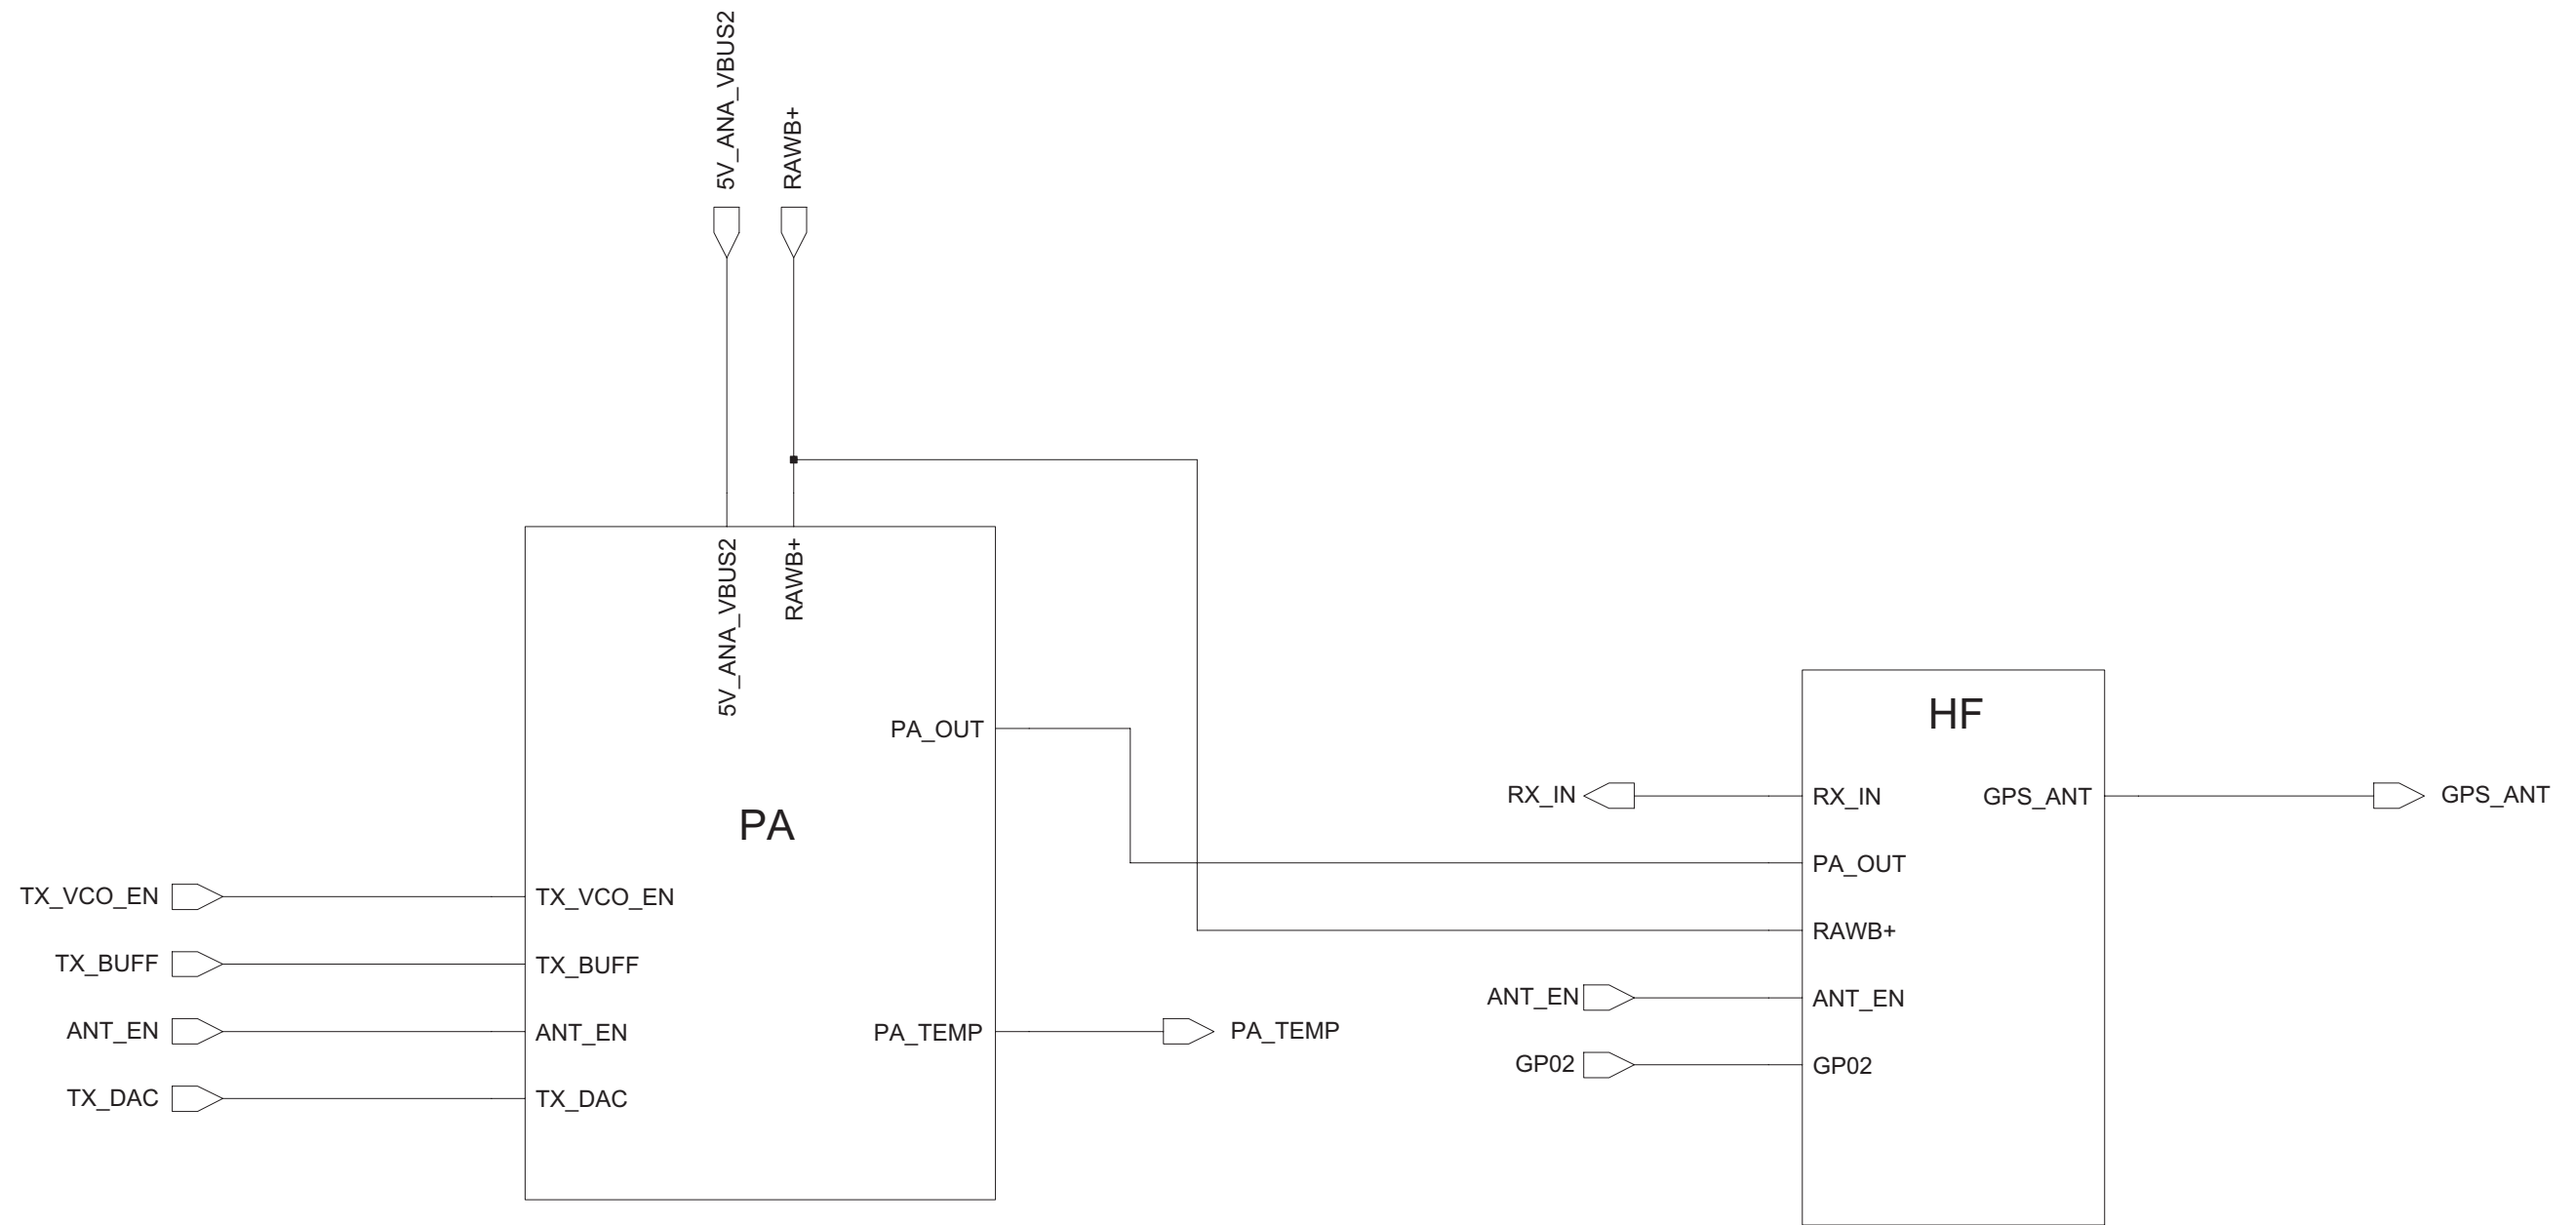 5V_ANA_VBUS2
RAWB+
5V_ANA_VBUS2
RAWB+
PA_OUT
PA
TX_VCO_EN
TX_VCO_EN
TX_BUFF
TX_BUFF
ANT_EN
ANT_EN
PA_TEMP
PA_TEMP
TX_DAC
TX_DAC
HF
RX_IN
RX_IN
GPS_ANT
GPS_ANT
PA_OUT
RAWB+
ANT_EN
ANT_EN
GP02
GP02